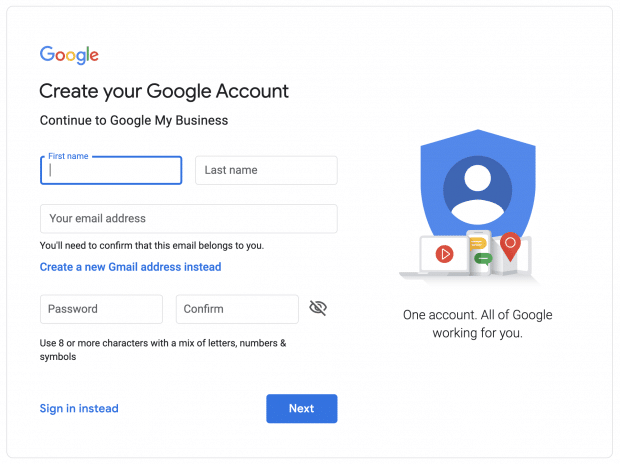 Google
Create your Google Account
Continue to Google My Business
First name
Last name
Your email address
You'll need to confirm that this email belongs to you.
Create a new Gmail address instead
Password
Confirm
Use 8 or more characters with a mix of letters, numbers &
symbols
Sign in instead
Next
One account. All of Google
working for you.